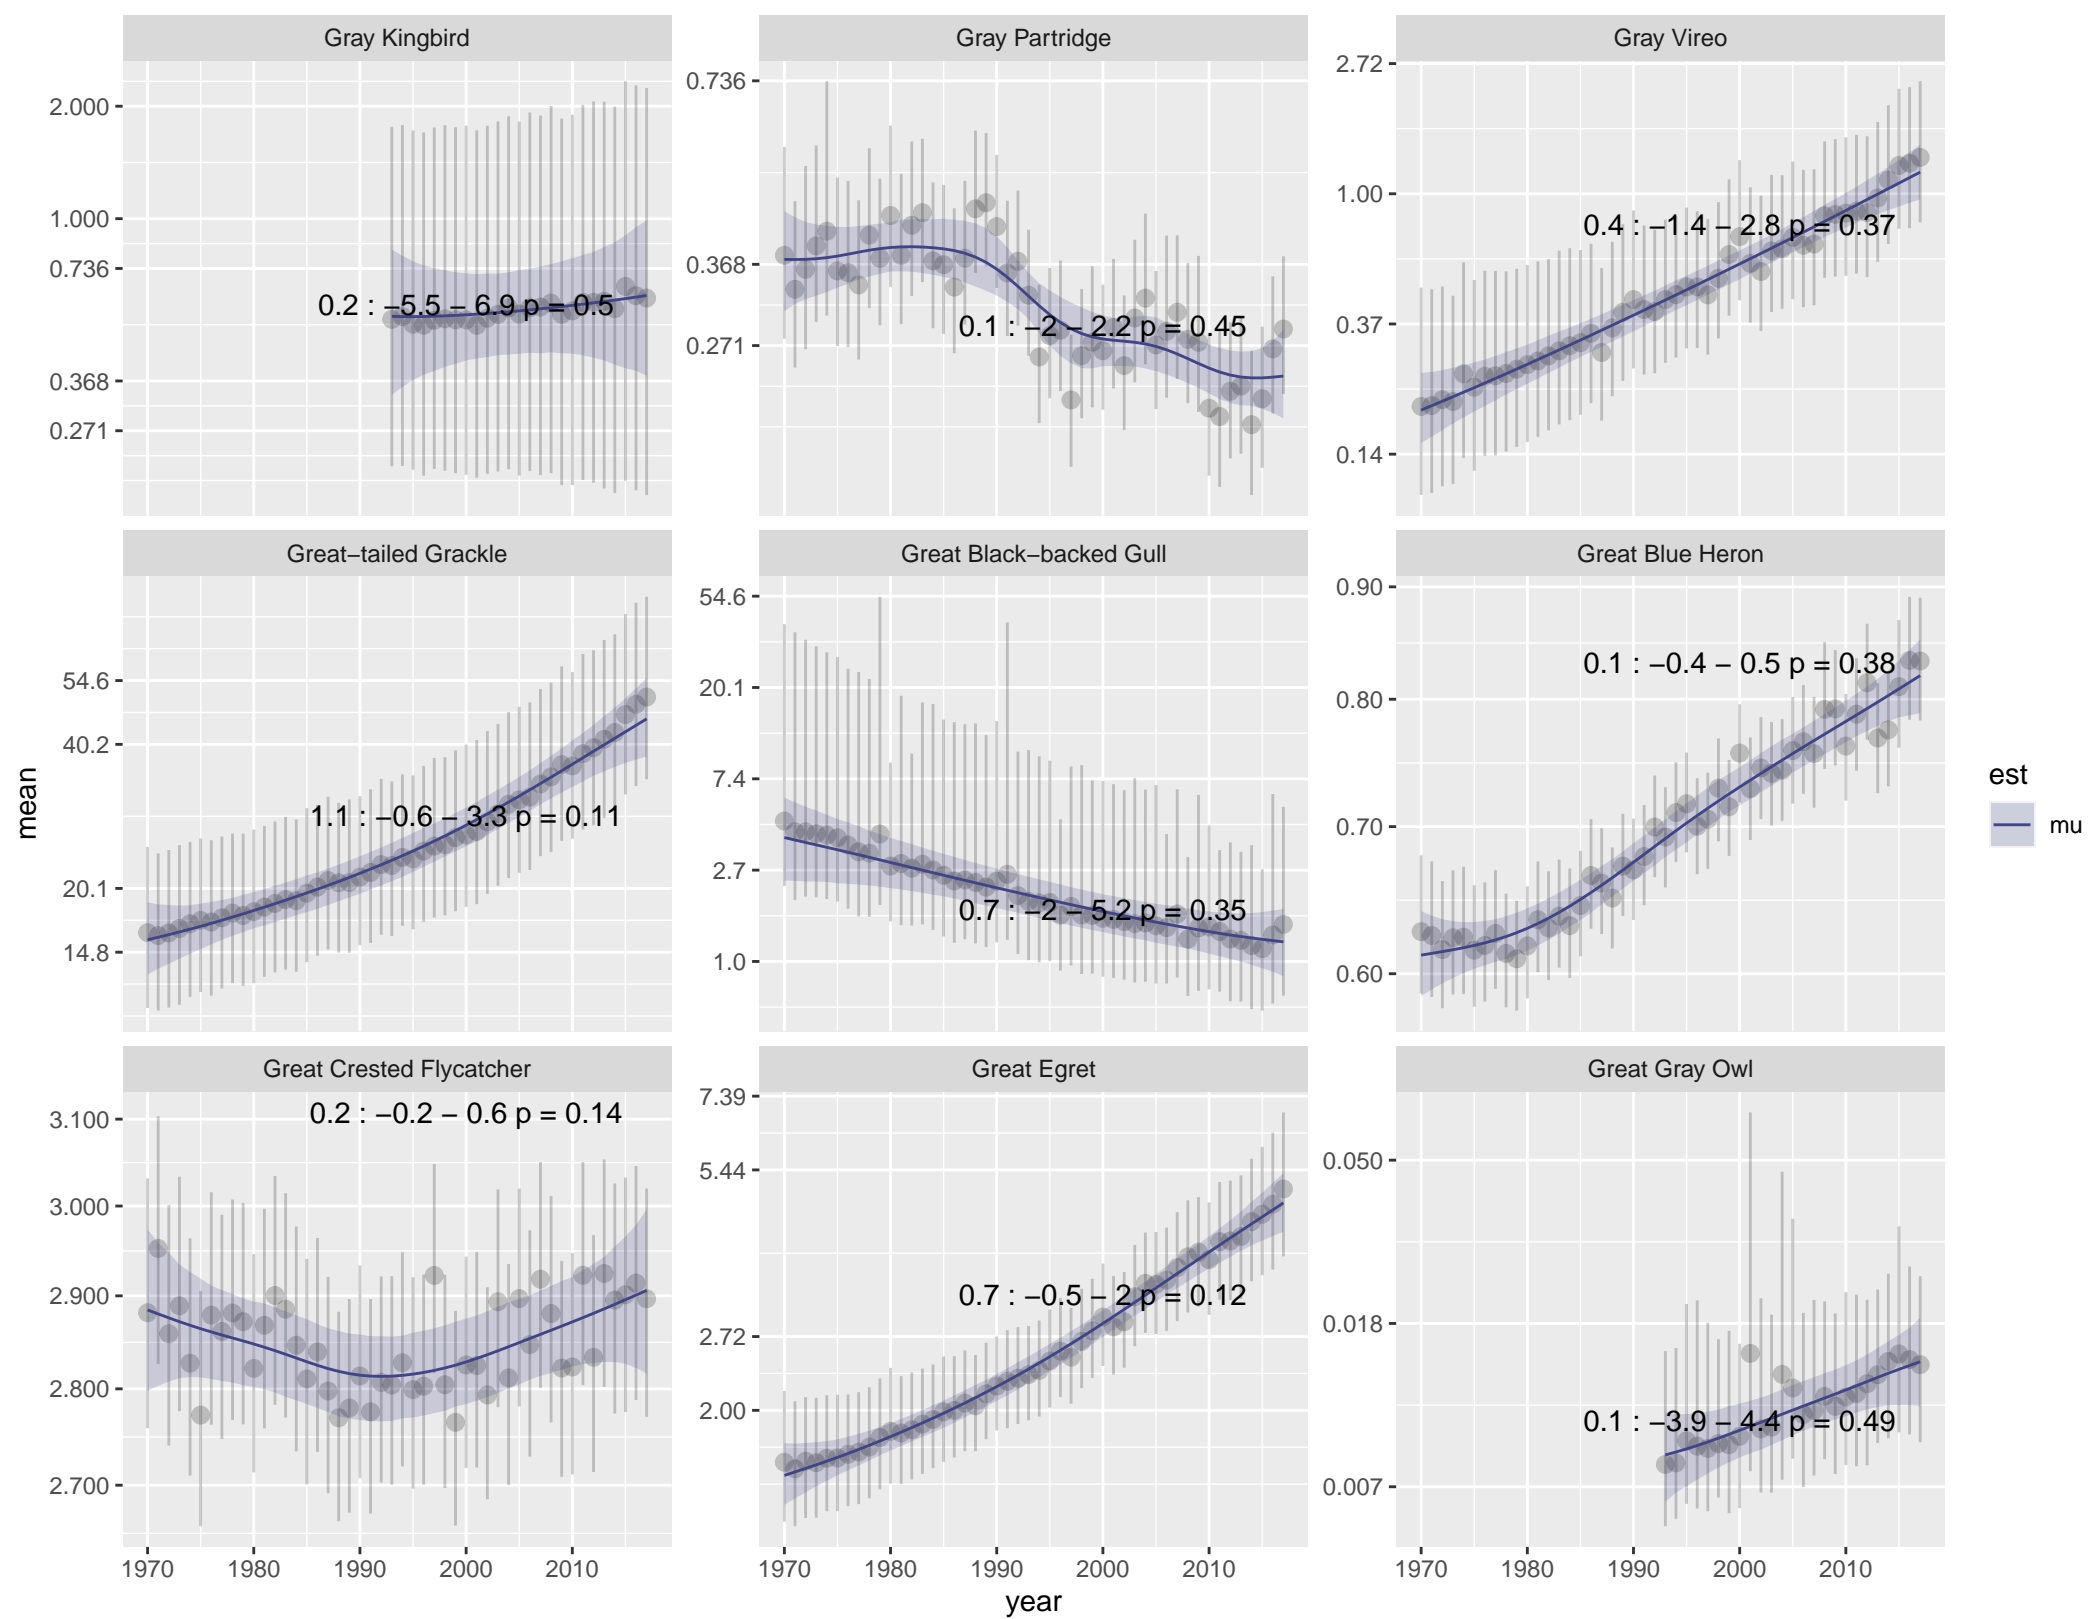 Gray Kingbird
Gray Partridge
Gray Vireo
2.000
1.000
0.736
0.368
0.271
0.2 : −5.5 − 6.9 p = 0.5
0.736
0.368
0.271
0.1 : −2 − 2.2 p = 0.45
2.72
1.00
0.37
0.14
0.4 : −1.4 − 2.8 p = 0.37
Great−tailed Grackle
Great Black−backed Gull
Great Blue Heron
54.6
40.2
20.1
14.8
1.1 : −0.6 − 3.3 p = 0.11
54.6
20.1
7.4
2.7
1.0
0.7 : −2 − 5.2 p = 0.35
0.90
0.80
0.70
0.60
0.1 : −0.4 − 0.5 p = 0.38
Great Crested Flycatcher
Great Egret
Great Gray Owl
3.100
3.000
2.900
2.800
2.700
0.2 : −0.2 − 0.6 p = 0.14
7.39
5.44
2.72
2.00
0.7 : −0.5 − 2 p = 0.12
0.050
0.018
0.007
0.1 : −3.9 − 4.4 p = 0.49
1970 1980 1990 2000 2010
1970 1980 1990 2000 2010
1970 1980 1990 2000 2010
year
mean
est
mu